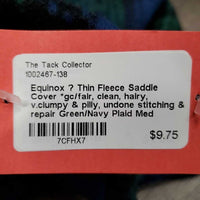 The Tack Collector
1002467-138
Equinox ? Thin Fleece Saddle
Cover *gc/fair, clean, hairy,
v.clumpy & pilly, undone stitching &
repair Green/Navy Plaid Med
7CFHX7
$9.75